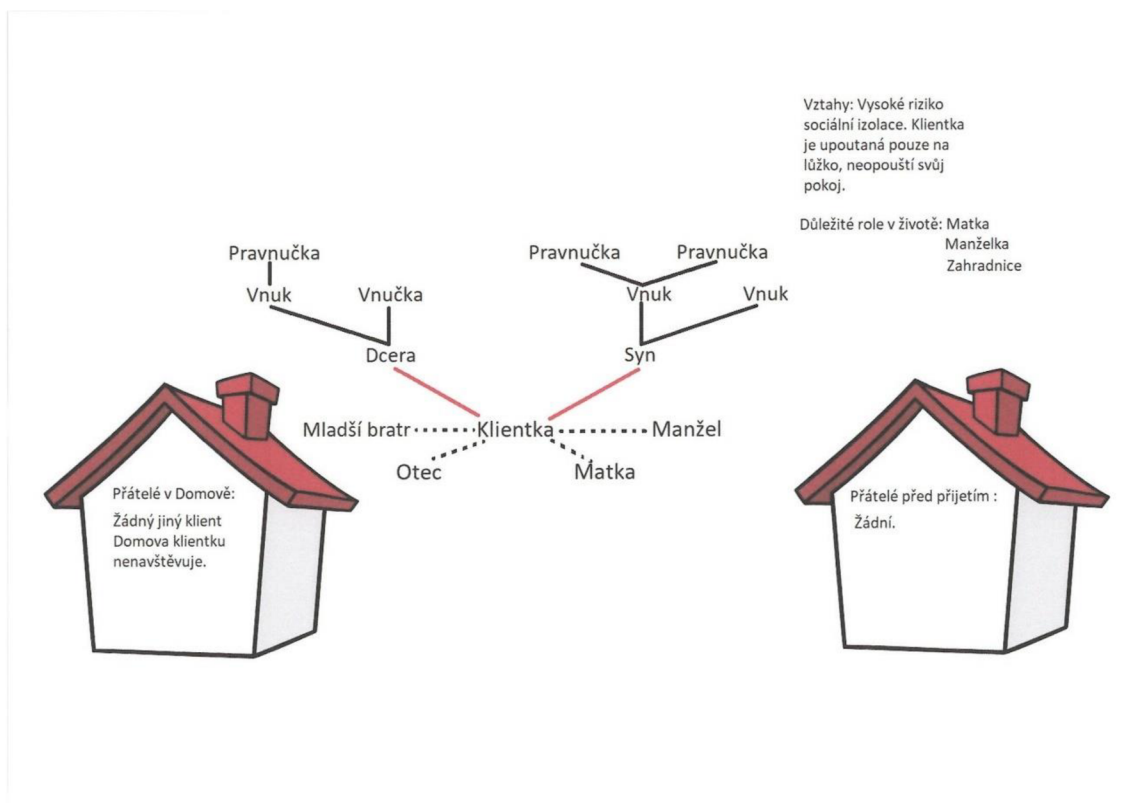 Vztahy: Vysoké riziko
sociální izolace. Klientka
je upoutaná pouze na
lůžko, neopouští svůj
pokoj.
Důležité role v životě: Matka
Manželka
Zahradnice
Pravnučka
Pravnučka
Pravnučka
Vnuk
Vnučka
Vnuk
Vnuk
Dcera
Syn
Mladší bratr
Klientka
Manžel
Otec
Matka
Přátelé v Domově:
Žádný jiný klient
Domova klientku
nenavštěvuje.
Přátelé před přijetím :
Žádní.